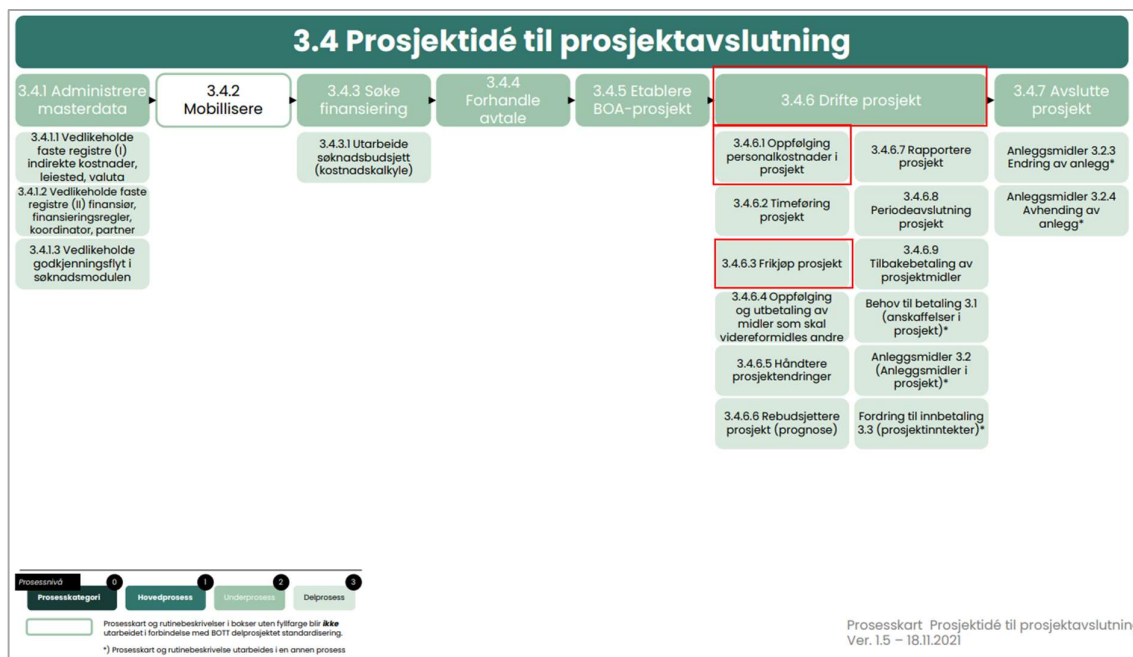 3.4 Prosjektidé til prosjektavslutning
3.4.1 Administrere
masterdata
3.4.2
Mobillisere
3.4.3 Søke
finansiering
3.4.4
Forhandle
avtale
3.4.5 Etablere
BOA-prosjekt
3.4.6 Drifte prosjekt
3.4.7 Avslutte
prosjekt
3.4.1.1 Vedlikeholde
faste registre (I)
indirekte kostnader,
leiested, valuta
3.4.1.2 Vedlikeholde faste
registre (II) finansiør,
finansieringsregler,
koordinator, partner
3.4.1.3 Vedlikeholde
godkjenningsflyt i
søknadsmodulen
3.4.3.1 Utarbeide
søknadsbudsjett
(kostnadskalkyle)
3.4.6.1 Oppfølging
personalkostnader i
prosjekt
3.4.6.2 Timeføring
prosjekt
3.4.6.3 Frikjøp prosjekt
3.4.6.4 Oppfølging
og utbetaling av
midler som skal
videreformidles andre
3.4.6.5 Håndtere
prosjektendringer
3.4.6.6 Rebudsjettere
prosjekt (prognose)
3.4.6.7 Rapportere
prosjekt
3.4.6.8
Periodeavslutning
prosjekt
3.4.6.9
Tilbakebetaling av
prosjektmidler
Behov til betaling 3.1
(anskaffelser i
prosjekt)*
Anleggsmidler 3.2
(Anleggsmidler i
prosjekt)*
Fordring til innbetaling
3.3 (prosjektinntekter)*
Anleggsmidler 3.2.3
Endring av anlegg*
Anleggsmidler 3.2.4
Avhending av
anlegg*
Prosessnivå
0
1
2
3
Prosesskategori
Hovedprosess
Underprosess
Delprosess
Prosesskart og rutinebeskrivelser i bokser uten fyllfarge blir ikke
utarbeidet i forbindelse med BOTT delprosjektet standardisering.
*) Prosesskart og rutinebeskrivelse utarbeides i en annen prosess
Prosesskart Prosjektidé til prosjektavslutnin
Ver. 1.5 – 18.11.2021